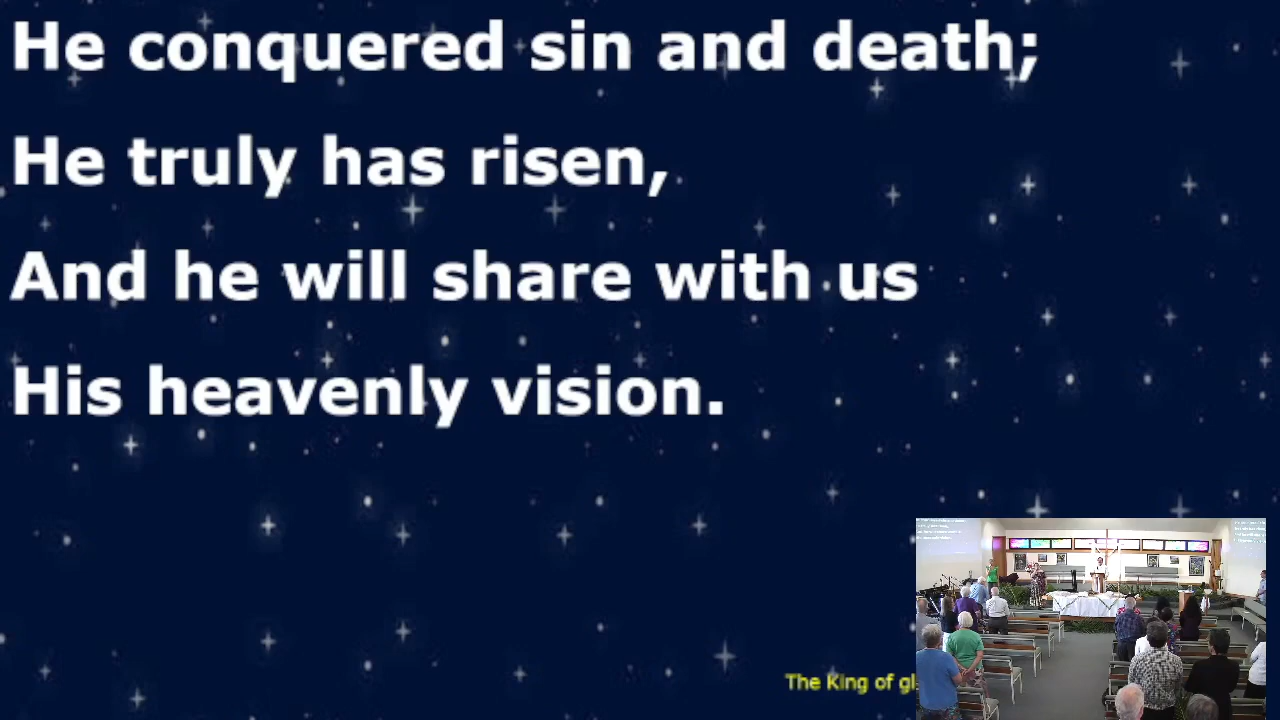 He conquered sin and death;
He truly has risen,
And he will share with us
His heavenly vision.
The King of